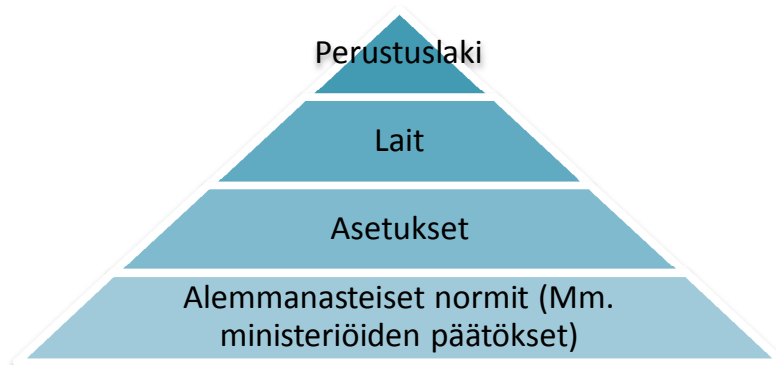 Perustuslaki
Lait
Asetukset
Alemmanasteiset normit (Mm.
ministeriöiden päätökset)